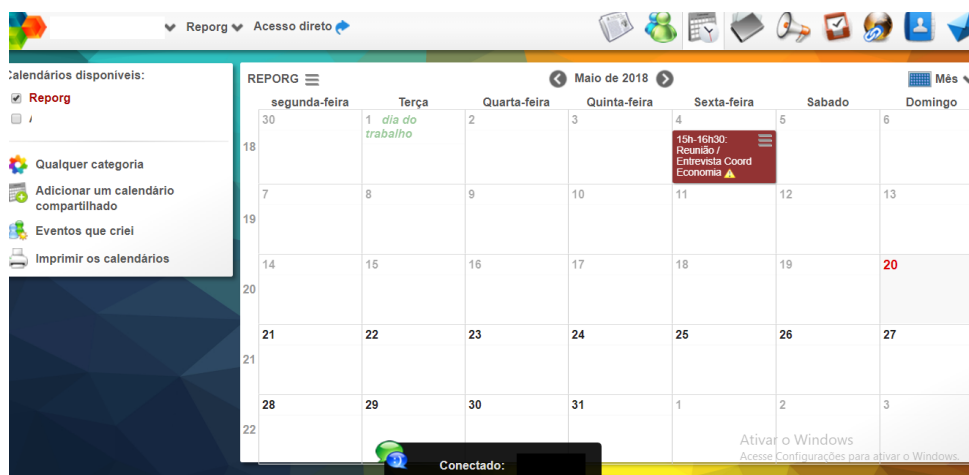 Reporg Acesso direto
Calendários disponiveis:
Reporg
/
Qualquer categoria
Adicionar um calendário
compartilhado
Eventos que criei
Imprimir os calendários
REPORG
Maio de 2018
Mês
segunda-feira Terça Quarta-feira Quinta-feira Sexta-feira Sabado Domingo
18
30 1 dia do 2 3 4 5 6
trabalho
15h-16h30:
Reunião /
Entrevista Coord
Economia
19
7 8 9 10 11 12 13
20
14 15 16 17 18 19 20
21
21 22 23 24 25 26 27
22
28 29 30 31 1 2 3
Ativar o Windows
Acesse Configurações para ativar o Windows.
Conectado: